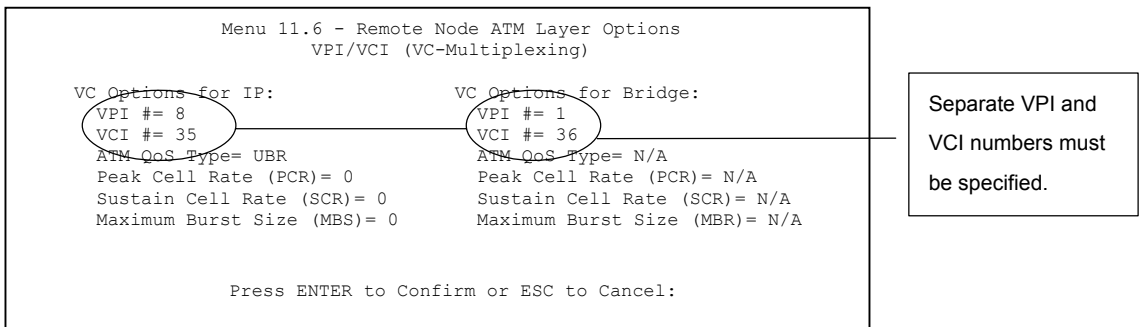 Menu 11.6 - Remote Node ATM Layer Options
VPI/VCI (VC-Multiplexing)
VC Options for IP: VC Options for Bridge:
VPI #= 8 VPI #= 1
VCI #= 35 VCI #= 36
ATM QoS Type= UBR ATM QoS Type= N/A
Peak Cell Rate (PCR)= 0 Peak Cell Rate (PCR)= N/A
Sustain Cell Rate (SCR)= 0 Sustain Cell Rate (SCR)= N/A
Maximum Burst Size (MBS)= 0 Maximum Burst Size (MBR)= N/A
Press ENTER to Confirm or ESC to Cancel:
Separate VPI and
VCI numbers must
be specified.